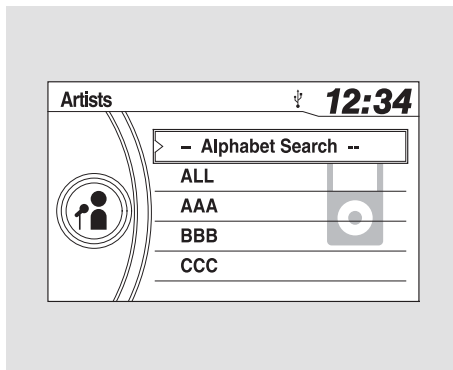 Artists 12:34
– Alphabet Search --
ALL
AAA
BBB
CCC